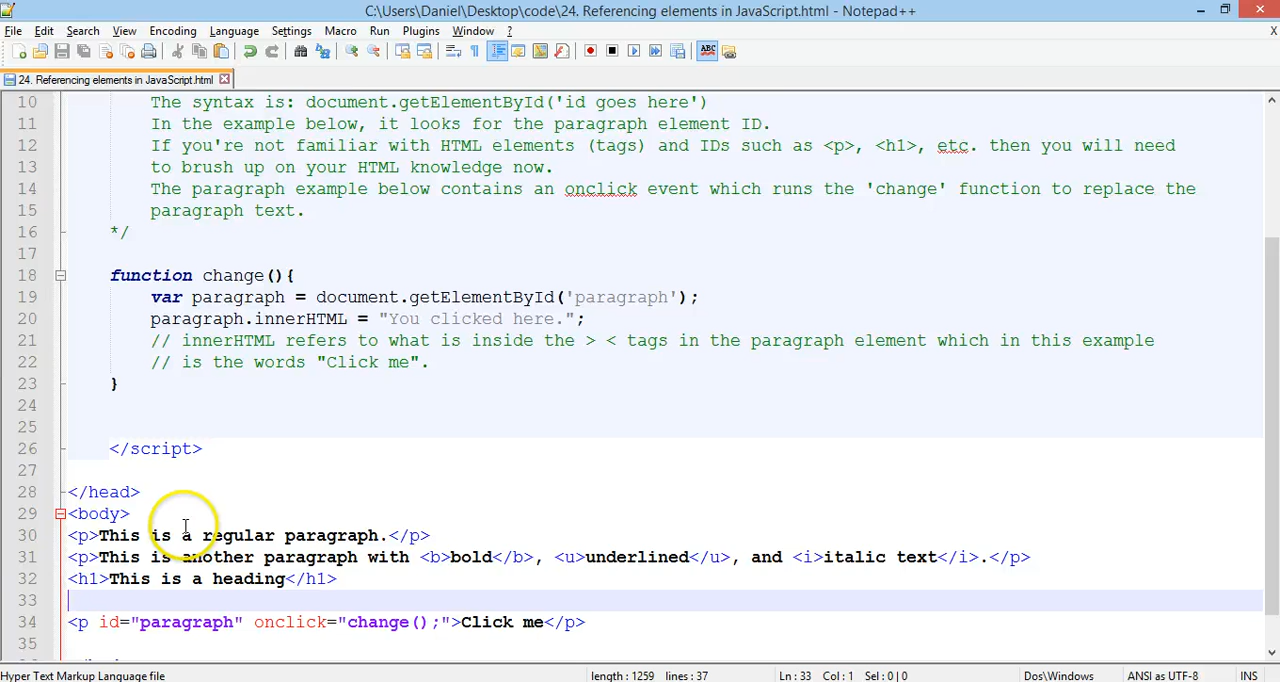 C:\Users\Daniel\Desktop\code\24. Referencing elements in JavaScript.html - Notepad++
File Edit Search View Encoding Language Settings Macro Run Plugins Window ? X
24. Referencing elements in JavaScript.html
10 The syntax is: document.getElementById('id goes here')
11 In the example below, it looks for the paragraph element ID.
12 If you're not familiar with HTML elements (tags) and IDs such as <p>, <h1>, etc. then you will need
13 to brush up on your HTML knowledge now.
14 The paragraph example below contains an onclick event which runs the 'change' function to replace the
15 paragraph text.
16 */
17
18 function change(){
19 var paragraph = document.getElementById('paragraph');
20 paragraph.innerHTML = "You clicked here.";
21 // innerHTML refers to what is inside the > < tags in the paragraph element which in this example
22 // is the words "Click me".
23 }
24
25
26 </script>
27
28 </head>
29 <body>
30 <p>This is a regular paragraph.</p>
31 <p>This is another paragraph with <b>bold</b>, <u>underlined</u>, and <i>italic text</i>.</p>
32 <h1>This is a heading</h1>
33
34 <p id="paragraph" onclick="change();">Click me</p>
35
Hyper Text Markup Language file length : 1259 lines : 37 Ln : 33 Col : 1 Sel : 0 | 0 Dos\Windows ANSI as UTF-8 INS